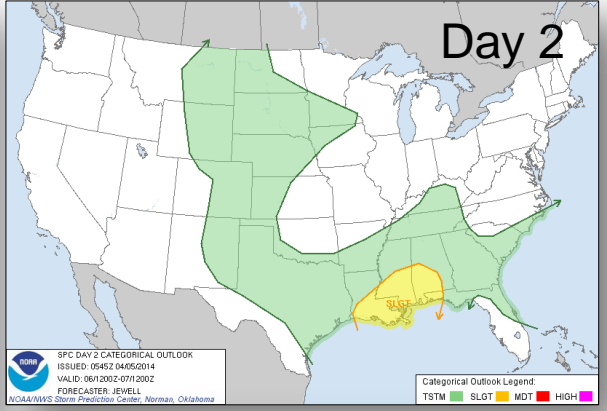 Day 2
SLGT
NOAA
SPC DAY 2 CATEGORICAL OUTLOOK
ISSUED: 0545Z 04/05/2014
VALID: 06/1200Z-07/1200Z
FORECASTER: JEWELL
NOAA/NWS Storm Prediction Center, Norman, Oklahoma
Categorical Outlook Legend:
TSTM SLGT MDT HIGH